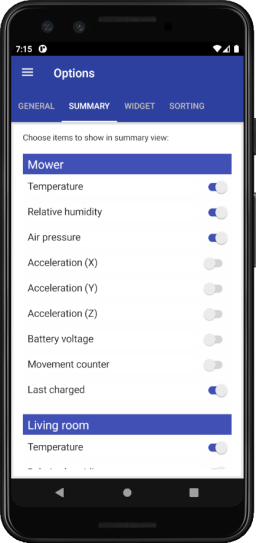 7:15
Options
GENERAL SUMMARY WIDGET SORTING
Choose items to show in summary view:
Mower
Temperature
Relative humidity
Air pressure
Acceleration (X)
Acceleration (Y)
Acceleration (Z)
Battery voltage
Movement counter
Last charged
Living room
Temperature